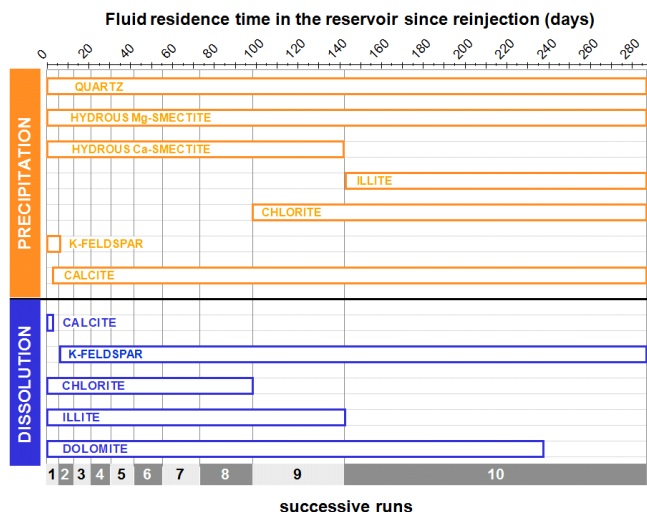 Fluid residence time in the reservoir since reinjection (days)
0 20 40 60 80 100 120 140 160 180 200 220 240 260 280
PRECIPITATION
QUARTZ
HYDROUS Mg-SMECTITE
HYDROUS Ca-SMECTITE
ILLITE
CHLORITE
K-FELDSPAR
CALCITE
DISSOLUTION
CALCITE
K-FELDSPAR
CHLORITE
ILLITE
DOLOMITE
1 2 3 4 5 6 7 8 9 10
successive runs